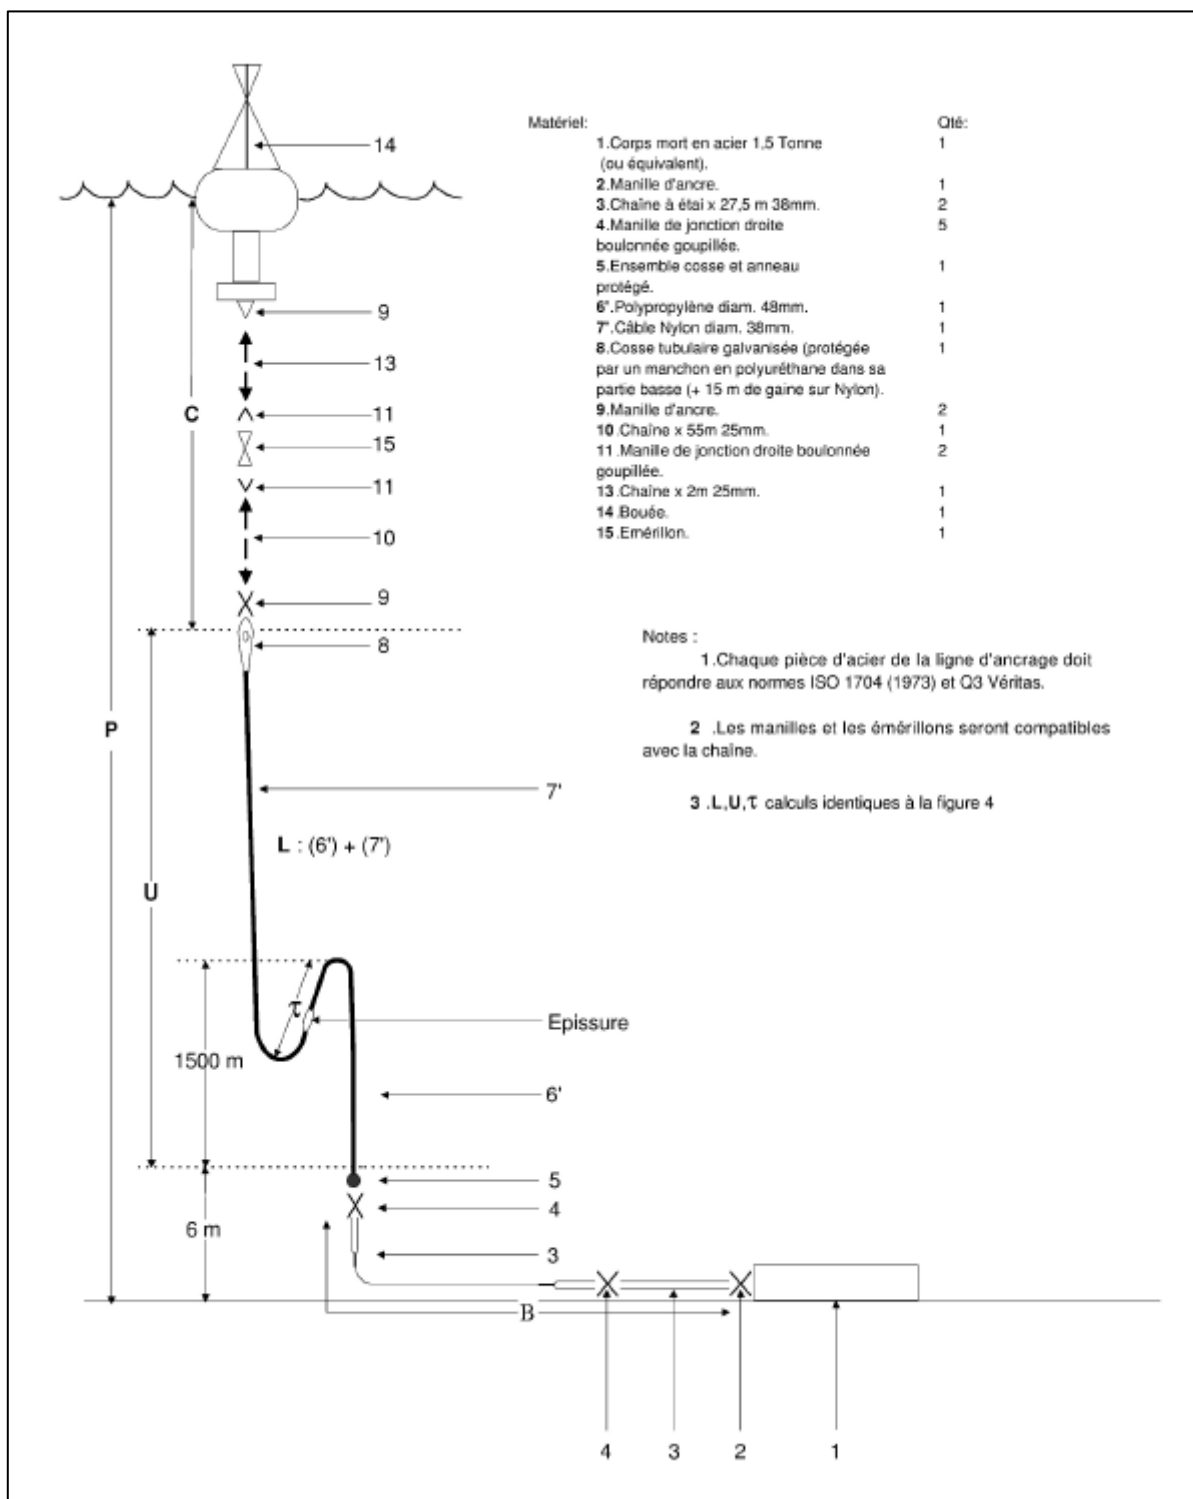 Matériel: Qté:
1.Corps mort en acier 1,5 Tonne 1
(ou équivalent).
2.Manille d'ancre. 1
3.Chaîne à étai x 27,5 m 38mm. 2
4.Manille de jonction droite 5
boulonnée goupillée.
5.Ensemble cosse et anneau 1
protégé.
6'.Polypropylène diam. 48mm. 1
7'.Câble Nylon diam. 38mm. 1
8.Cosse tubulaire galvanisée (protégée 1
par un manchon en polyuréthane dans sa
partie basse (+ 15 m de gaine sur Nylon).
9.Manille d'ancre. 2
10.Chaîne x 55m 25mm. 1
11.Manille de jonction droite boulonnée 2
goupillée.
13.Chaîne x 2m 25mm. 1
14.Bouée. 1
15.Emérillon. 1
Notes :
1.Chaque pièce d'acier de la ligne d'ancrage doit
répondre aux normes ISO 1704 (1973) et Q3 Véritas.
2 .Les manilles et les émérillons seront compatibles
avec la chaîne.
3 .L,U,τ calculs identiques à la figure 4
14
9
13
C
11
15
11
10
9
8
P
7'
L : (6') + (7')
U
τ
Epissure
1500 m
6'
5
4
6 m
3
B
4 3 2 1